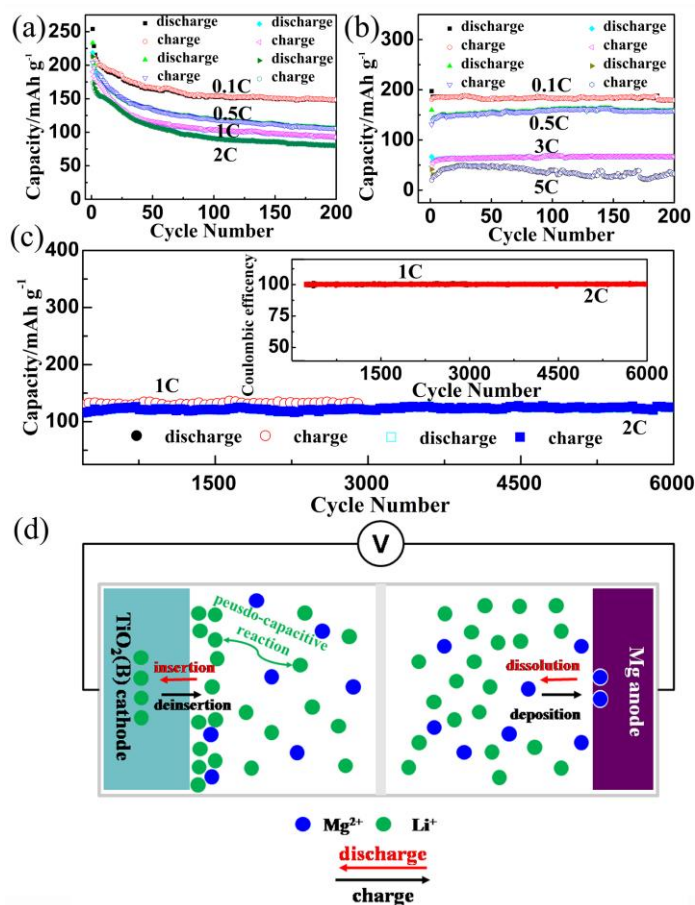 (a)
250
200
150
100
50
0
50
100
150
200
Capacity/mAh g-1
Cycle Number
discharge
charge
discharge
charge
discharge
charge
discharge
charge
0.1C
0.5C
1C
2C
(b)
300
200
100
0
0
50
100
150
200
Capacity/mAh g-1
Cycle Number
discharge
charge
discharge
charge
discharge
charge
discharge
charge
0.1C
0.5C
3C
5C
(c)
400
300
200
100
Capacity/mAh g-1
1500
3000
4500
6000
Cycle Number
1C
2C
discharge
charge
discharge
charge
Coulombic efficency
100
75
50
1C
2C
1500
3000
4500
6000
Cycle Number
(d)
V
TiO2(B) cathode
peusdo-capacitive
reaction
insertion
deinsertion
dissolution
deposition
Mg anode
Mg2+
Li+
discharge
charge